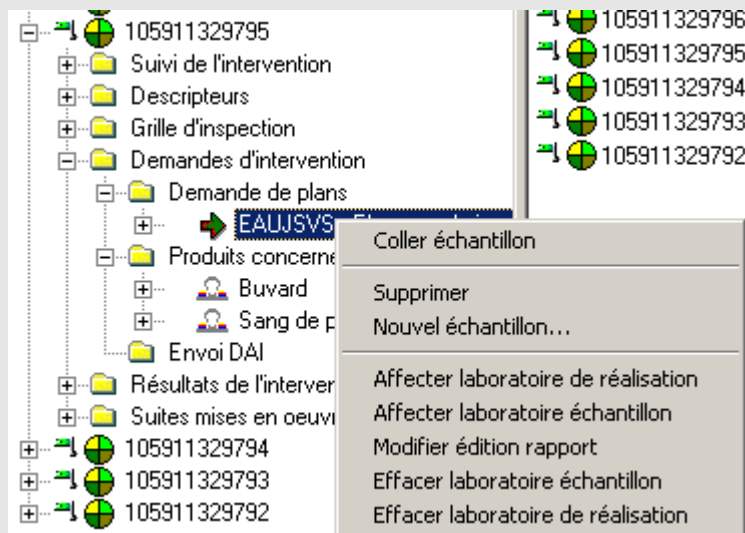 105911329795
Suivi de l'intervention
Descripteurs
Grille d'inspection
Demandes d'intervention
Demande de plans
EAUJSVS
Produits concerne
Buvard
Sang de p
Envoi DAI
Résultats de l'interver
Suites mises en oeuv
105911329794
105911329793
105911329792
105911329796
105911329795
105911329794
105911329793
105911329792
Coller échantillon
Supprimer
Nouvel échantillon...
Affecter laboratoire de réalisation
Affecter laboratoire échantillon
Modifier édition rapport
Effacer laboratoire échantillon
Effacer laboratoire de réalisation